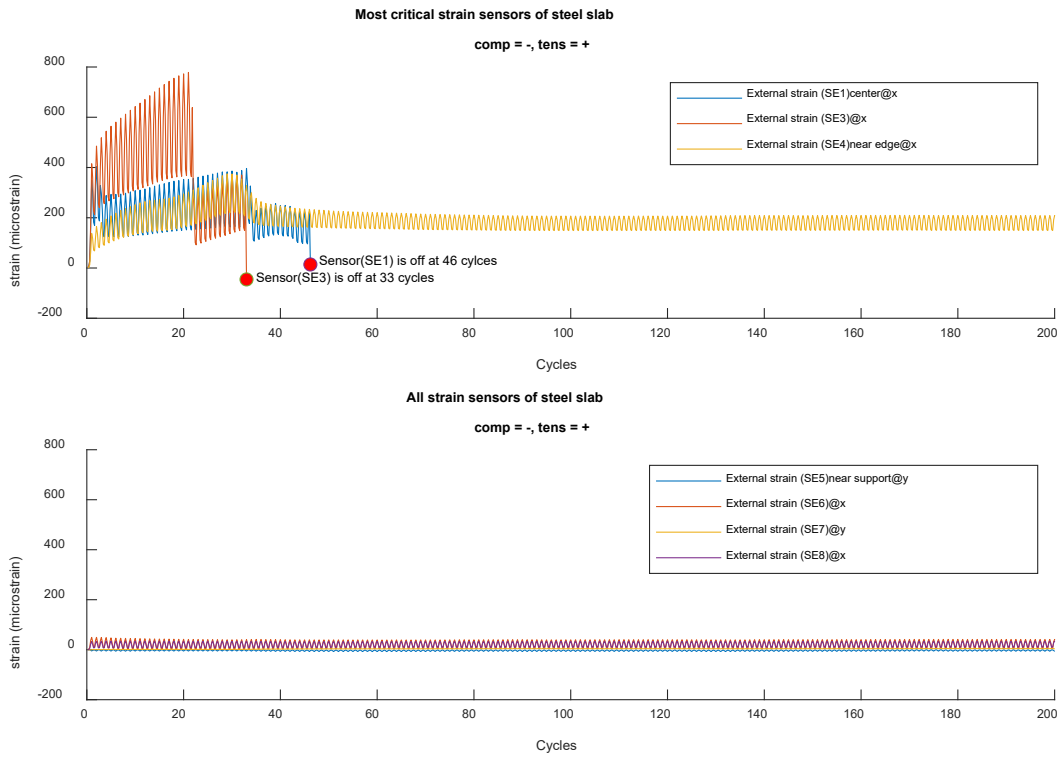 Most critical strain sensors of steel slab
comp = -, tens = +
800
600
400
200
0
-200
strain (microstrain)
External strain (SE1)center@x
External strain (SE3)@x
External strain (SE4)near edge@x
Sensor(SE1) is off at 46 cylces
Sensor(SE3) is off at 33 cycles
0 20 40 60 80 100 120 140 160 180 200
Cycles
All strain sensors of steel slab
comp = -, tens = +
800
600
400
200
0
-200
strain (microstrain)
External strain (SE5)near support@y
External strain (SE6)@x
External strain (SE7)@y
External strain (SE8)@x
0 20 40 60 80 100 120 140 160 180 200
Cycles